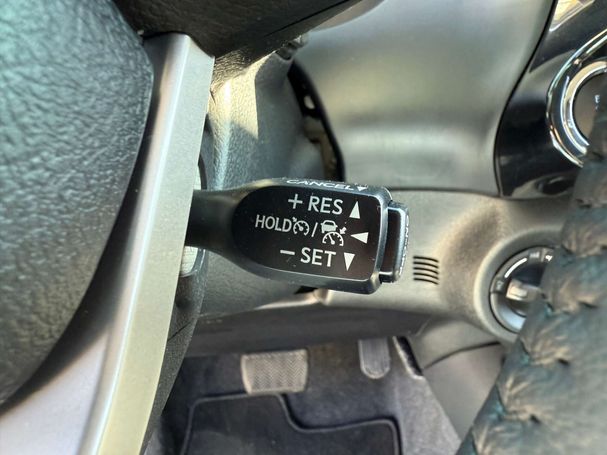 CANCEL
+ RES
HOLD /
− SET